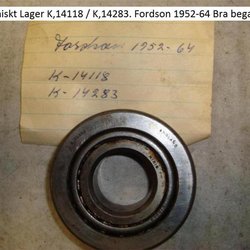 niskt Lager K,14118 / K,14283. Fordson 1952-64 Bra bega
Fordson 1952-64
K-14118
K-14283